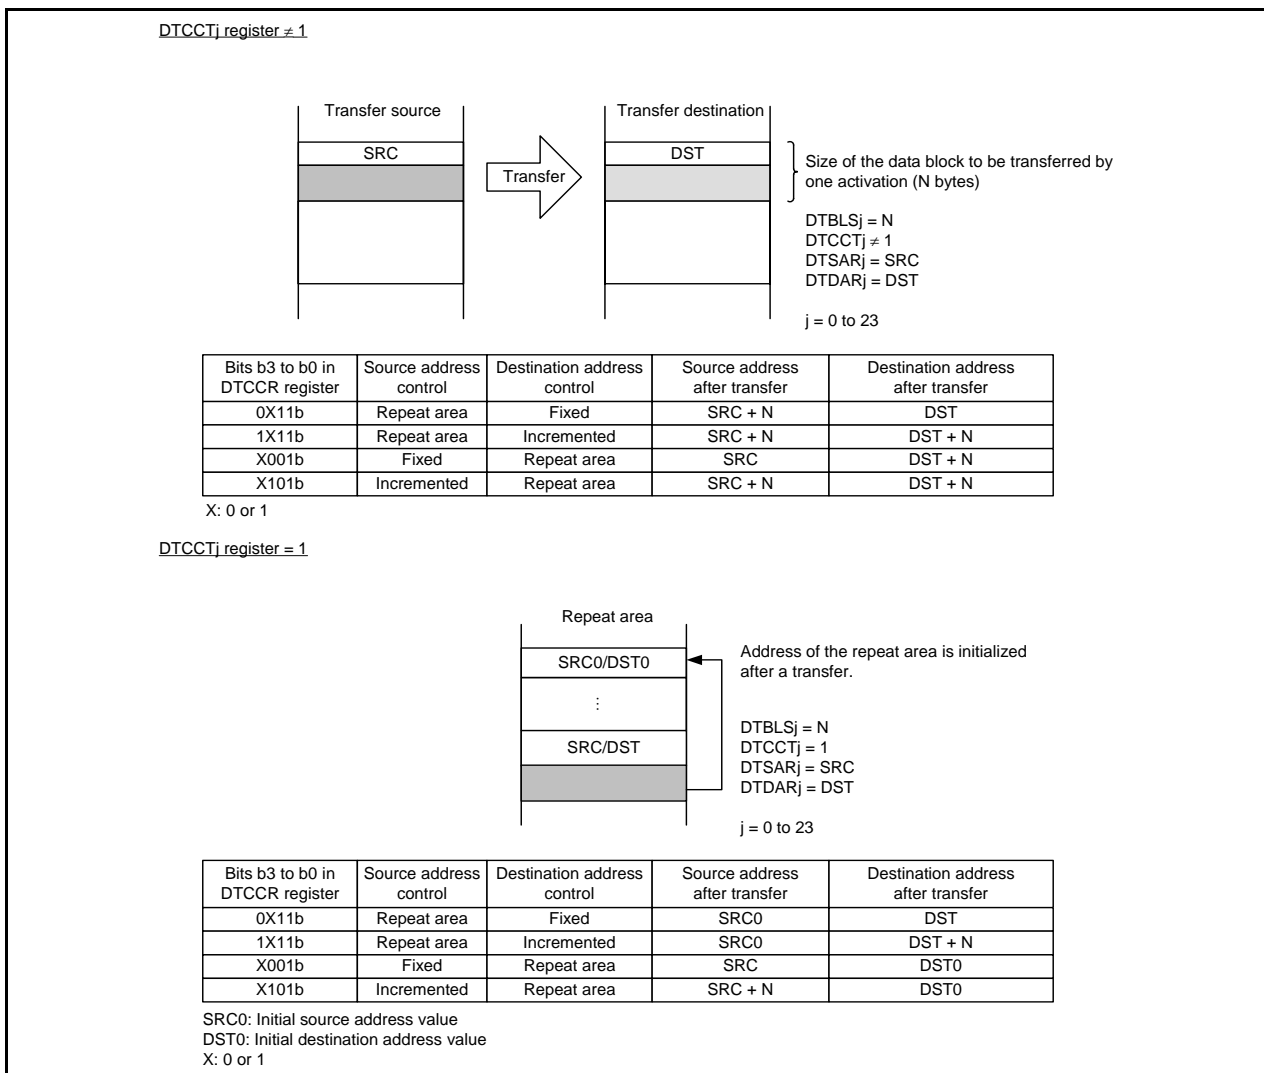 DTCCTj register ≠ 1
Transfer source
Transfer destination
SRC
DST
Transfer
Size of the data block to be transferred by
one activation (N bytes)
DTBLSj = N
DTCCTj ≠ 1
DTSARj = SRC
DTDARj = DST
j = 0 to 23
Bits b3 to b0 in DTCCR register | Source address control | Destination address control | Source address after transfer | Destination address after transfer
0X11b | Repeat area | Fixed | SRC + N | DST
1X11b | Repeat area | Incremented | SRC + N | DST + N
X001b | Fixed | Repeat area | SRC | DST + N
X101b | Incremented | Repeat area | SRC + N | DST + N
X: 0 or 1
DTCCTj register = 1
Repeat area
SRC0/DST0
⋮
SRC/DST
Address of the repeat area is initialized
after a transfer.
DTBLSj = N
DTCCTj = 1
DTSARj = SRC
DTDARj = DST
j = 0 to 23
Bits b3 to b0 in DTCCR register | Source address control | Destination address control | Source address after transfer | Destination address after transfer
0X11b | Repeat area | Fixed | SRC0 | DST
1X11b | Repeat area | Incremented | SRC0 | DST + N
X001b | Fixed | Repeat area | SRC | DST0
X101b | Incremented | Repeat area | SRC + N | DST0
SRC0: Initial source address value
DST0: Initial destination address value
X: 0 or 1